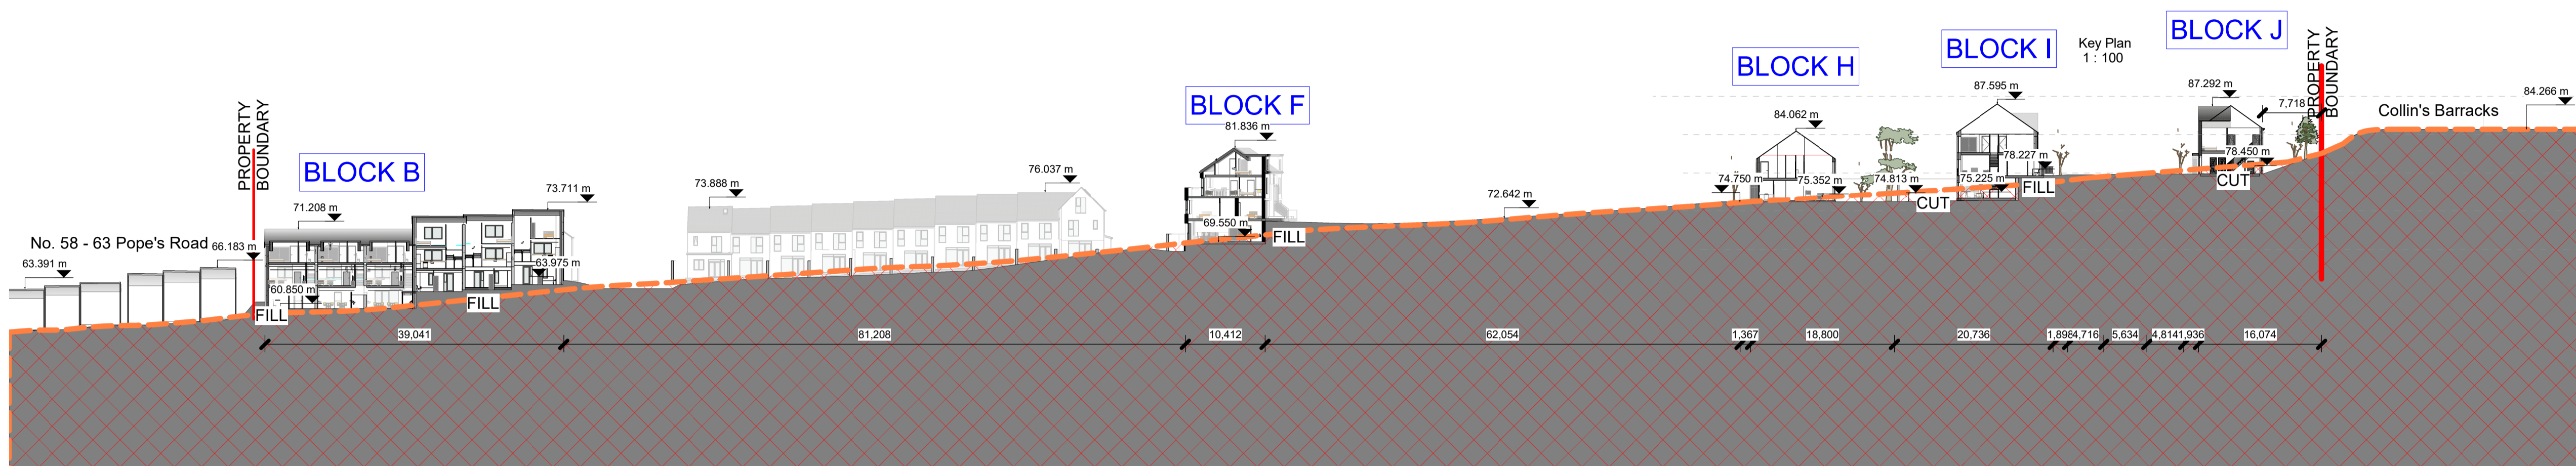 BLOCK J
BLOCK I
Key Plan
1 : 100
BLOCK H
PROPERTY
BOUNDARY
87.595 m
87.292 m
84.266 m
BLOCK F
7,718
Collin's Barracks
PROPERTY
BOUNDARY
84.062 m
81.836 m
BLOCK B
78.227 m
78.450 m
76.037 m
73.888 m
73.711 m
74.750 m
75.352 m
74.813 m
75.225 m
FILL
CUT
CUT
72.642 m
71.208 m
69.550 m
FILL
No. 58 - 63 Pope's Road
66.183 m
63.391 m
63.975 m
60.850 m
FILL
FILL
39,041
81,208
10,412
62,054
1,367
18,800
20,736
1,898
4,716
5,634
4,814
1,936
16,074